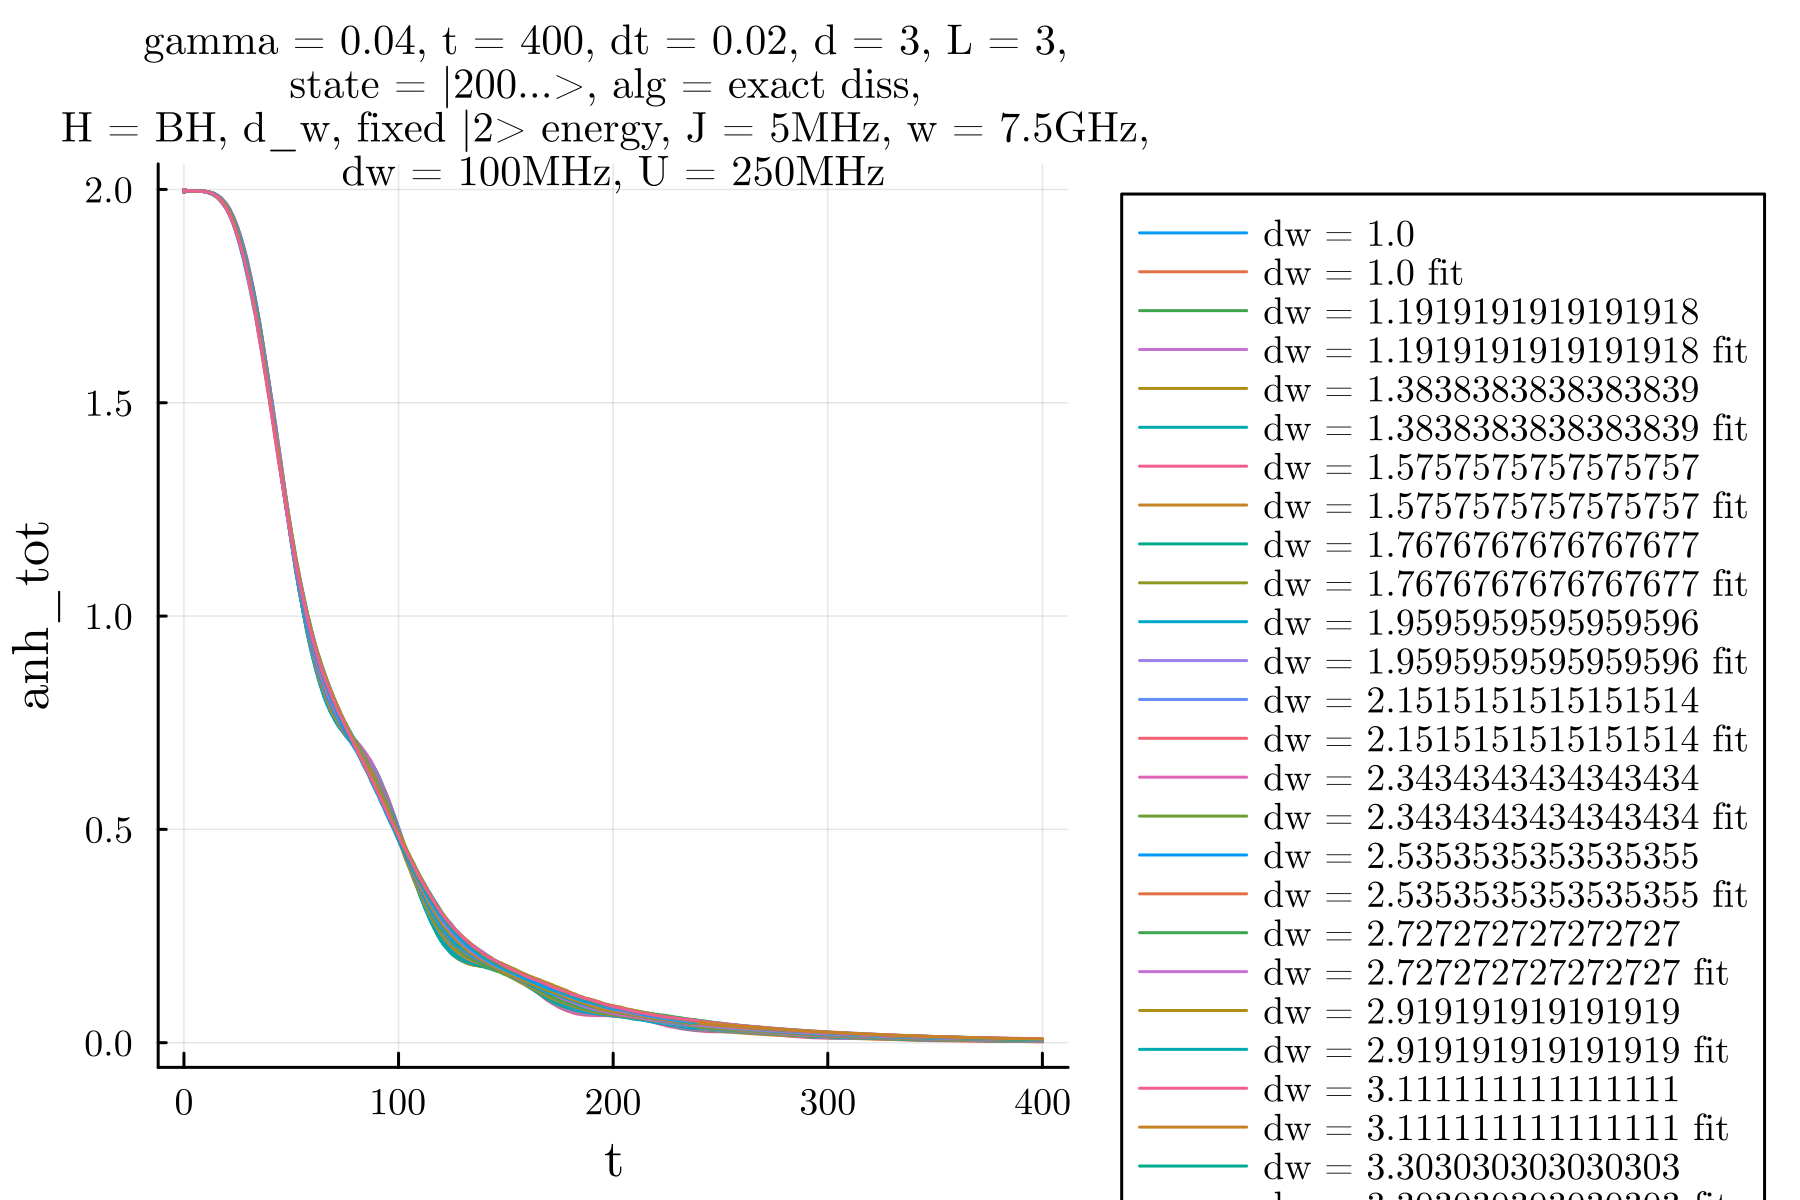 gamma = 0.04, t = 400, dt = 0.02, d = 3, L = 3,
state = |200...>, alg = exact diss,
H = BH, d_w, fixed |2> energy, J = 5MHz, w = 7.5GHz,
dw = 100MHz, U = 250MHz
anh_tot
2.0
1.5
1.0
0.5
0.0
0 100 200 300 400
t
dw = 1.0
dw = 1.0 fit
dw = 1.1919191919191918
dw = 1.1919191919191918 fit
dw = 1.3838383838383839
dw = 1.3838383838383839 fit
dw = 1.5757575757575757
dw = 1.5757575757575757 fit
dw = 1.7676767676767677
dw = 1.7676767676767677 fit
dw = 1.9595959595959596
dw = 1.9595959595959596 fit
dw = 2.1515151515151514
dw = 2.1515151515151514 fit
dw = 2.3434343434343434
dw = 2.3434343434343434 fit
dw = 2.5353535353535355
dw = 2.5353535353535355 fit
dw = 2.727272727272727
dw = 2.727272727272727 fit
dw = 2.919191919191919
dw = 2.919191919191919 fit
dw = 3.111111111111111
dw = 3.111111111111111 fit
dw = 3.303030303030303